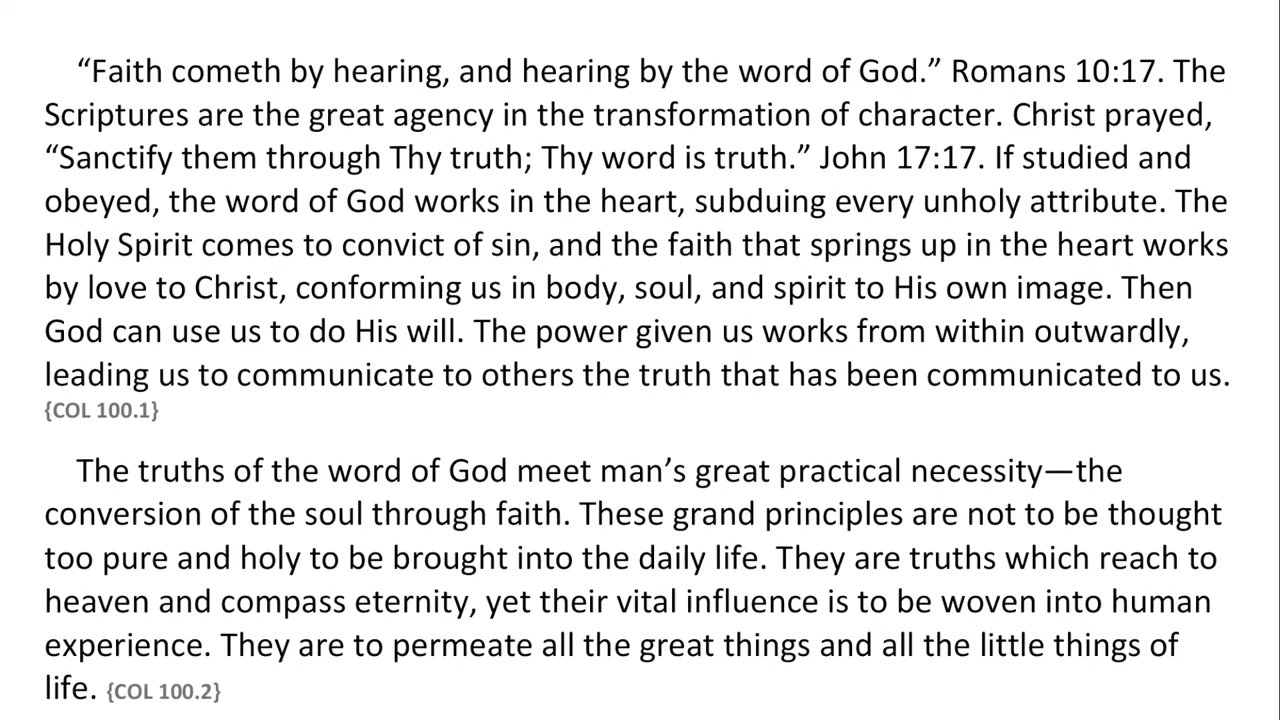 “Faith cometh by hearing, and hearing by the word of God.” Romans 10:17. The
Scriptures are the great agency in the transformation of character. Christ prayed,
“Sanctify them through Thy truth; Thy word is truth.” John 17:17. If studied and
obeyed, the word of God works in the heart, subduing every unholy attribute. The
Holy Spirit comes to convict of sin, and the faith that springs up in the heart works
by love to Christ, conforming us in body, soul, and spirit to His own image. Then
God can use us to do His will. The power given us works from within outwardly,
leading us to communicate to others the truth that has been communicated to us.
{COL 100.1}
The truths of the word of God meet man’s great practical necessity—the
conversion of the soul through faith. These grand principles are not to be thought
too pure and holy to be brought into the daily life. They are truths which reach to
heaven and compass eternity, yet their vital influence is to be woven into human
experience. They are to permeate all the great things and all the little things of
life. {COL 100.2}